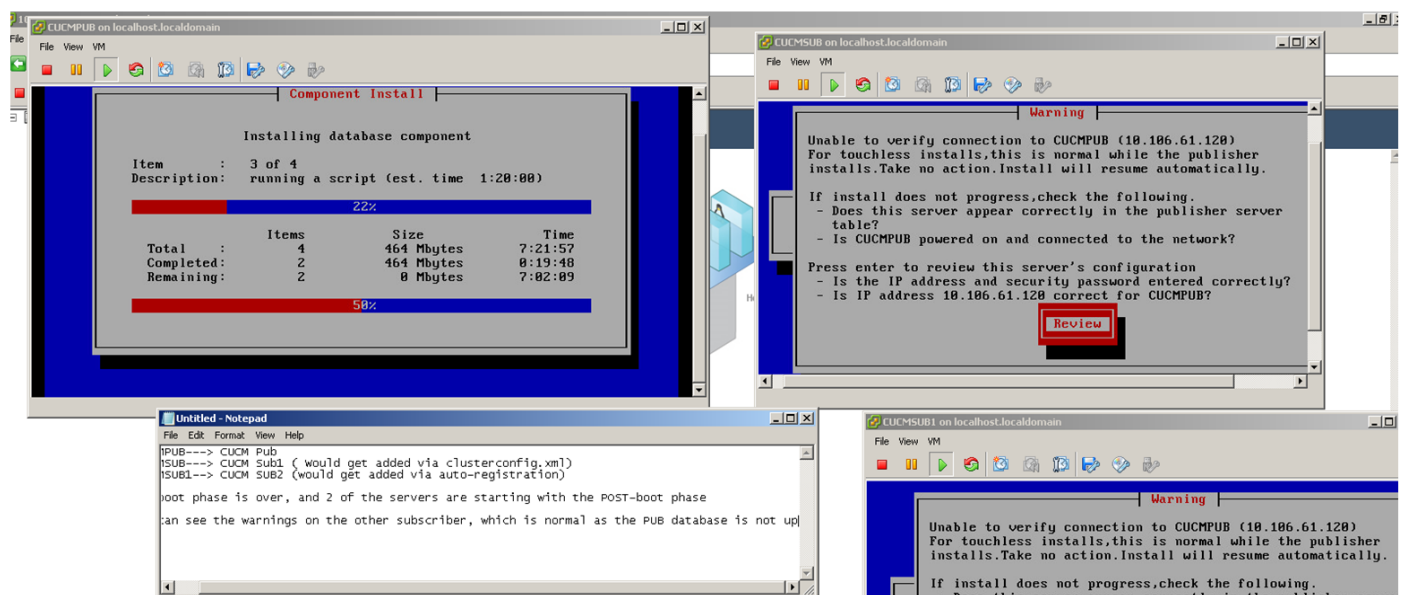 CUCMPUB on localhost.localdomain
File View VM
Component Install
Installing database component
Item : 3 of 4
Description: running a script (est. time 1:20:00)
22%
Items Size Time
Total : 4 464 Mbytes 7:21:57
Completed: 2 464 Mbytes 0:19:48
Remaining: 2 0 Mbytes 7:02:09
50%
CUCMSUB on localhost.localdomain
File View VM
Warning
Unable to verify connection to CUCMPUB (10.106.61.120)
For touchless installs,this is normal while the publisher
installs.Take no action.Install will resume automatically.
If install does not progress,check the following.
- Does this server appear correctly in the publisher server
table?
- Is CUCMPUB powered on and connected to the network?
Press enter to review this server's configuration
- Is the IP address and security password entered correctly?
- Is IP address 10.106.61.120 correct for CUCMPUB?
Review
Untitled - Notepad
File Edit Format View Help
MPUB---> CUCM Pub
MSUB---> CUCM Sub1 ( would get added via clusterconfig.xml)
MSUB1--> CUCM SUB2 (would get added via auto-registration)
boot phase is over, and 2 of the servers are starting with the POST-boot phase
can see the warnings on the other subscriber, which is normal as the PUB database is not up
CUCMSUB1 on localhost.localdomain
File View VM
Warning
Unable to verify connection to CUCMPUB (10.106.61.120)
For touchless installs,this is normal while the publisher
installs.Take no action.Install will resume automatically.
If install does not progress,check the following.